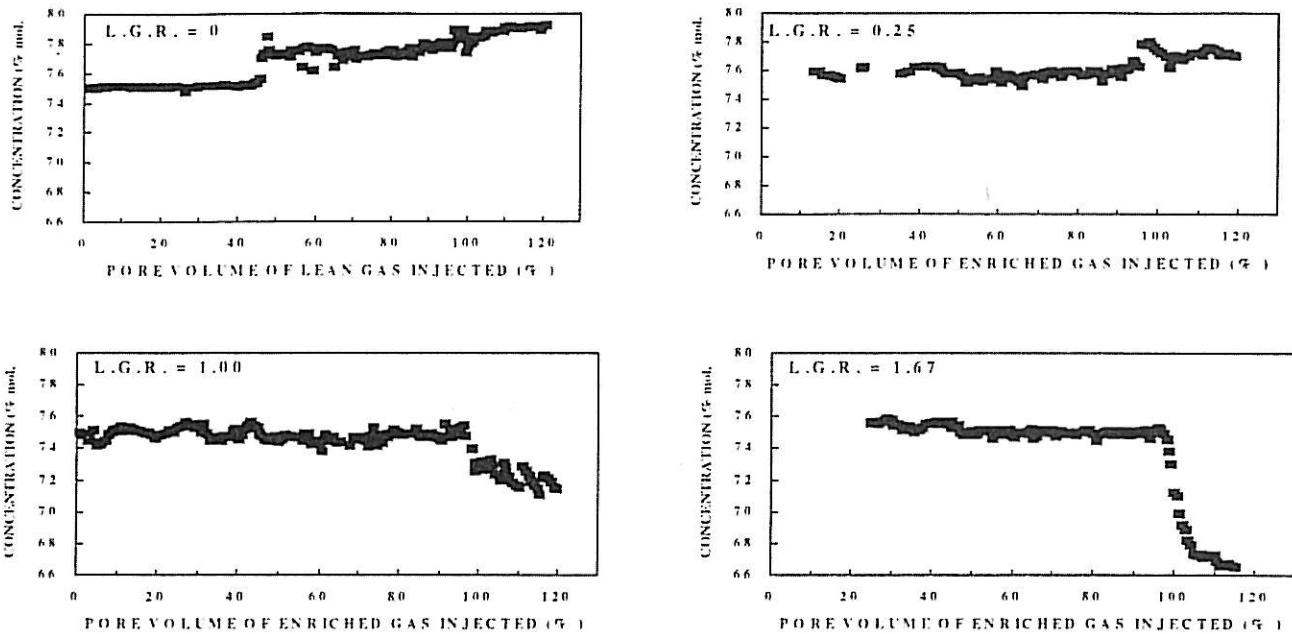 CONCENTRATION (% mol.
80
78
76
74
72
70
68
66
L.G.R. = 0
0 20 40 60 80 100 120
PORE VOLUME OF LEAN GAS INJECTED (% )
CONCENTRATION (% mol.
80
78
76
74
72
70
68
66
L.G.R. = 0.25
0 20 40 60 80 100 120
PORE VOLUME OF ENRICHED GAS INJECTED (% )
CONCENTRATION (% mol.
80
78
76
74
72
70
68
66
L.G.R. = 1.00
0 20 40 60 80 100 120
PORE VOLUME OF ENRICHED GAS INJECTED (% )
CONCENTRATION (% mol.
80
78
76
74
72
70
68
66
L.G.R. = 1.67
0 20 40 60 80 100 120
PORE VOLUME OF ENRICHED GAS INJECTED (% )